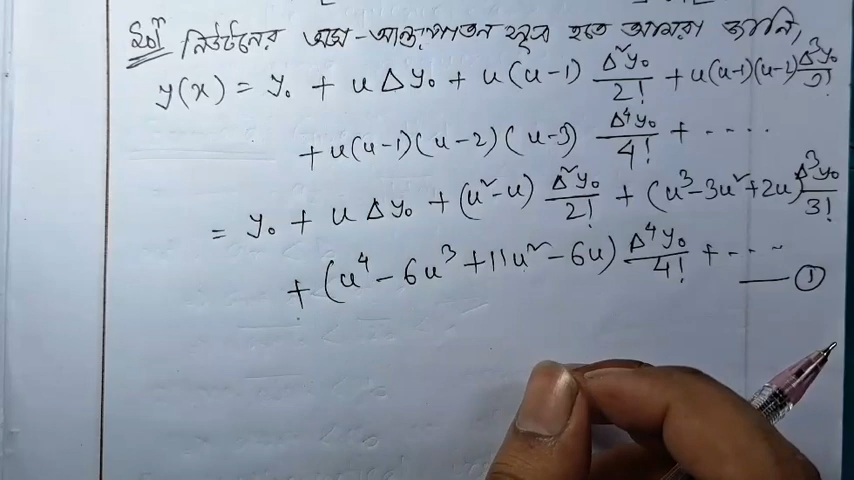 নিউটনের অগ্র-আন্তঃপাতন সূত্র হতে আমরা জানি,
y(x) = y₀ + uΔy₀ + u(u-1) Δ²y₀/2! + u(u-1)(u-2) Δ³y₀/3!
+ u(u-1)(u-2)(u-3) Δ⁴y₀/4! + ·····
= y₀ + uΔy₀ + (u²-u) Δ²y₀/2! + (u³-3u²+2u) Δ³y₀/3!
+ (u⁴ - 6u³ + 11u² - 6u) Δ⁴y₀/4! + ···· — ①